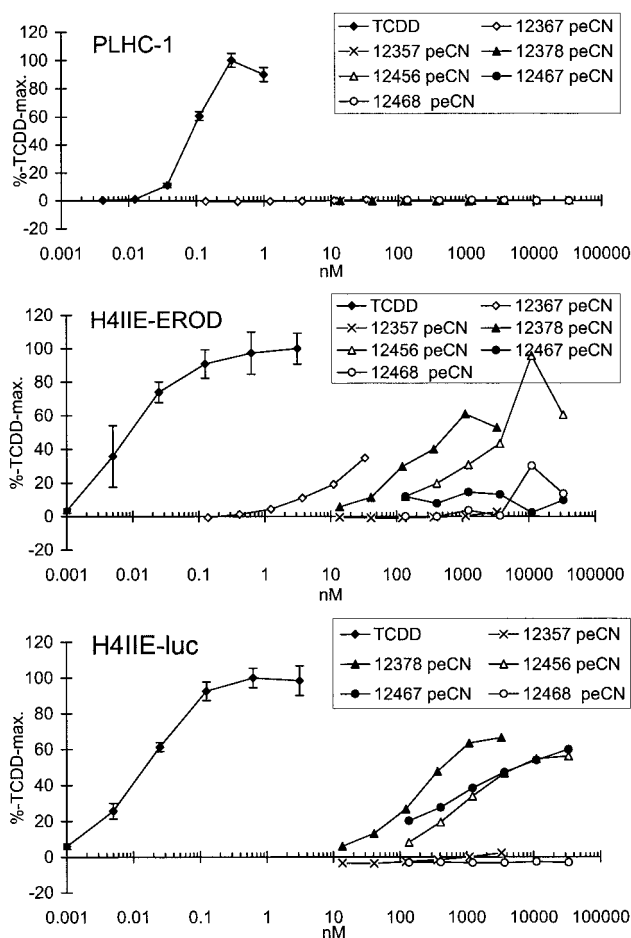 PLHC-1
TCDD 12367 peCN
12357 peCN 12378 peCN
12456 peCN 12467 peCN
12468 peCN
%-TCDD-max.
120
100
80
60
40
20
0
-20
0.001 0.01 0.1 1 10 100 1000 10000 100000
nM
H4IIE-EROD
TCDD 12367 peCN
12357 peCN 12378 peCN
12456 peCN 12467 peCN
12468 peCN
%-TCDD-max.
120
100
80
60
40
20
0
-20
0.001 0.01 0.1 1 10 100 1000 10000 100000
nM
H4IIE-luc
TCDD 12357 peCN
12378 peCN 12456 peCN
12467 peCN 12468 peCN
%-TCDD-max.
120
100
80
60
40
20
0
-20
0.001 0.01 0.1 1 10 100 1000 10000 100000
nM